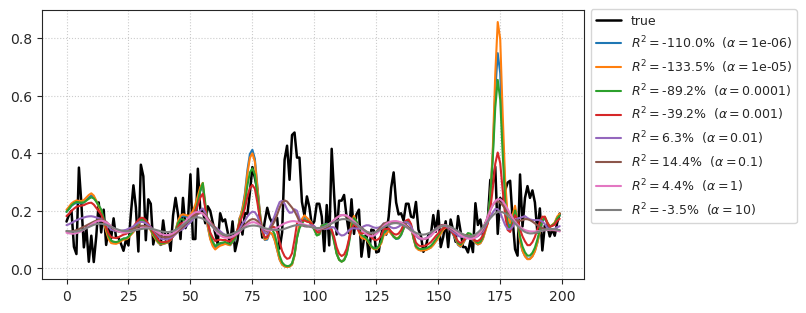 true
R² = -110.0% (α = 1e-06)
R² = -133.5% (α = 1e-05)
R² = -89.2% (α = 0.0001)
R² = -39.2% (α = 0.001)
R² = 6.3% (α = 0.01)
R² = 14.4% (α = 0.1)
R² = 4.4% (α = 1)
R² = -3.5% (α = 10)
0.8
0.6
0.4
0.2
0.0
0 25 50 75 100 125 150 175 200